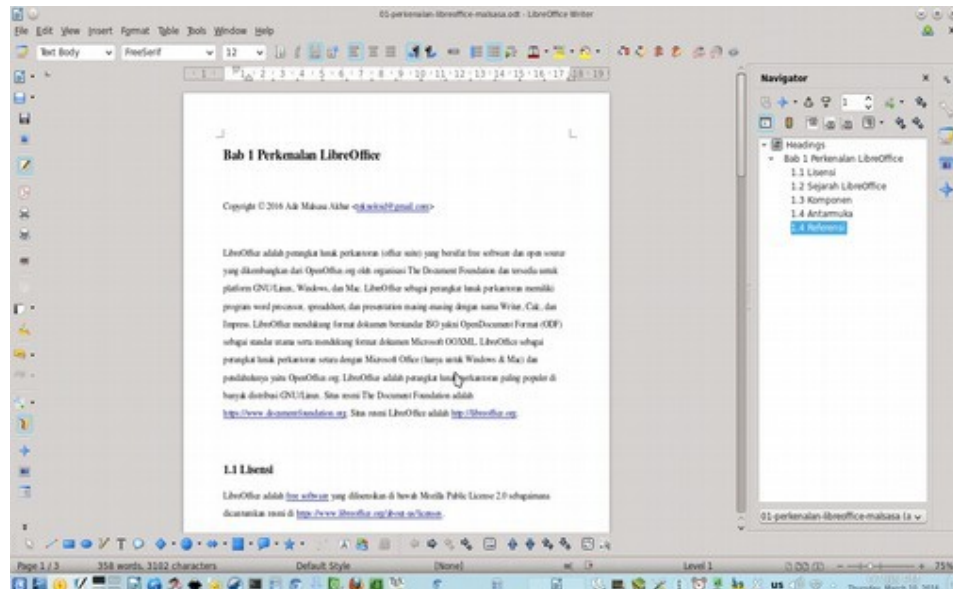 01-perkenalan-libreoffice-malsasa.odt - LibreOffice Writer
File Edit View Insert Format Table Tools Window Help
Text Body FreeSerif 12
Navigator
1
Headings
Bab 1 Perkenalan LibreOffice
1.1 Lisensi
1.2 Sejarah LibreOffice
1.3 Komponen
1.4 Antarmuka
1.4 Referensi
Bab 1 Perkenalan LibreOffice
Copyright © 2016 Ade Malsasa Akbar
LibreOffice adalah perangkat lunak perkantoran (office suite) yang bersifat free software dan open source
yang dikembangkan dari OpenOffice.org oleh organisasi The Document Foundation dan tersedia untuk
platform GNU/Linux, Windows, dan Mac. LibreOffice sebagai perangkat lunak perkantoran memiliki
program word processor, spreadsheet, dan presentation masing-masing dengan nama Writer, Calc, dan
Impress. LibreOffice mendukung format dokumen berstandar ISO yakni OpenDocument Format (ODF)
sebagai standar utama serta mendukung format dokumen Microsoft OOXML. LibreOffice sebagai
perangkat lunak perkantoran setara dengan Microsoft Office (hanya untuk Windows & Mac) dan
pendahulunya yaitu OpenOffice.org. LibreOffice adalah perangkat lunak perkantoran paling populer di
banyak distribusi GNU/Linux. Situs resmi The Document Foundation adalah
https://www.documentfoundation.org. Situs resmi LibreOffice adalah http://libreoffice.org.
1.1 Lisensi
LibreOffice adalah free software yang dilisensikan di bawah Mozilla Public License 2.0 sebagaimana
dicantumkan resmi di https://www.libreoffice.org/about-us/licenses.
01-perkenalan-libreoffice-malsasa (a
Page 1 / 3 358 words, 3102 characters Default Style [None] Level 1 75%
us Thursday, March 10, 2016